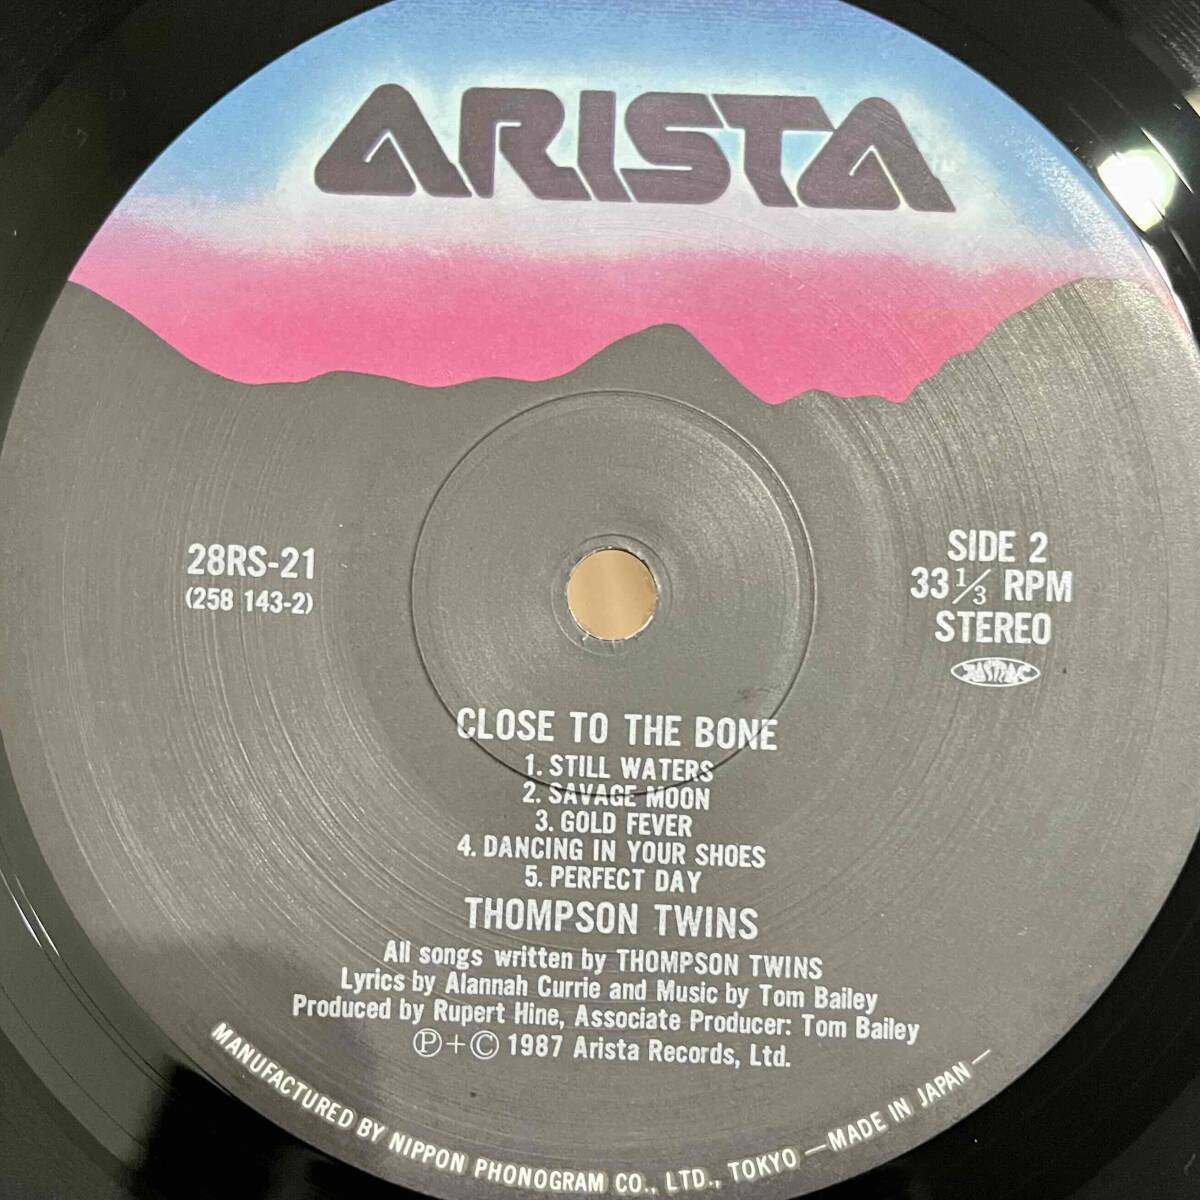 ARISTA
28RS-21
(258 143-2)
SIDE 2
33 1/3 RPM
STEREO
JASRAC
CLOSE TO THE BONE
1. STILL WATERS
2. SAVAGE MOON
3. GOLD FEVER
4. DANCING IN YOUR SHOES
5. PERFECT DAY
THOMPSON TWINS
All songs written by THOMPSON TWINS
Lyrics by Alannah Currie and Music by Tom Bailey
Produced by Rupert Hine, Associate Producer: Tom Bailey
Ⓟ+© 1987 Arista Records, Ltd.
MANUFACTURED BY NIPPON PHONOGRAM CO., LTD., TOKYO —MADE IN JAPAN—